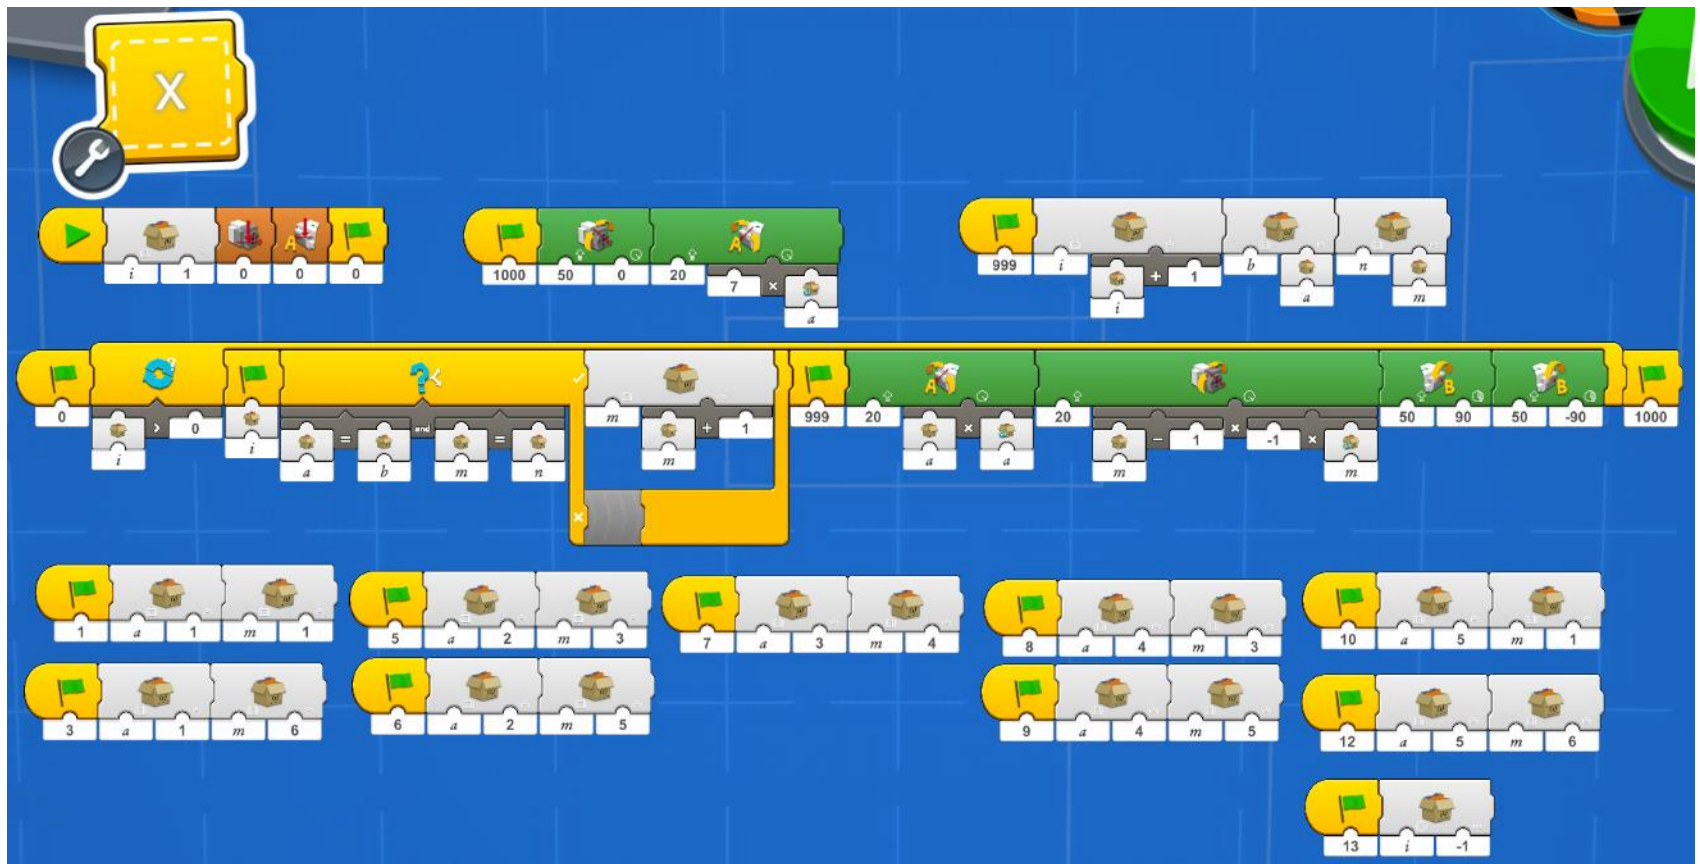 X
i 1 0 0 0
1000 50 0 20 7 × a
999 i i + 1 b a n m
0 i > 0 i a = b and m = n m m + 1 999 20 a × a 20 m − 1 × -1 × m 50 90 50 -90 1000
A A B B
1 a 1 m 1
5 a 2 m 3
7 a 3 m 4
8 a 4 m 3
10 a 5 m 1
3 a 1 m 6
6 a 2 m 5
9 a 4 m 5
12 a 5 m 6
13 i -1